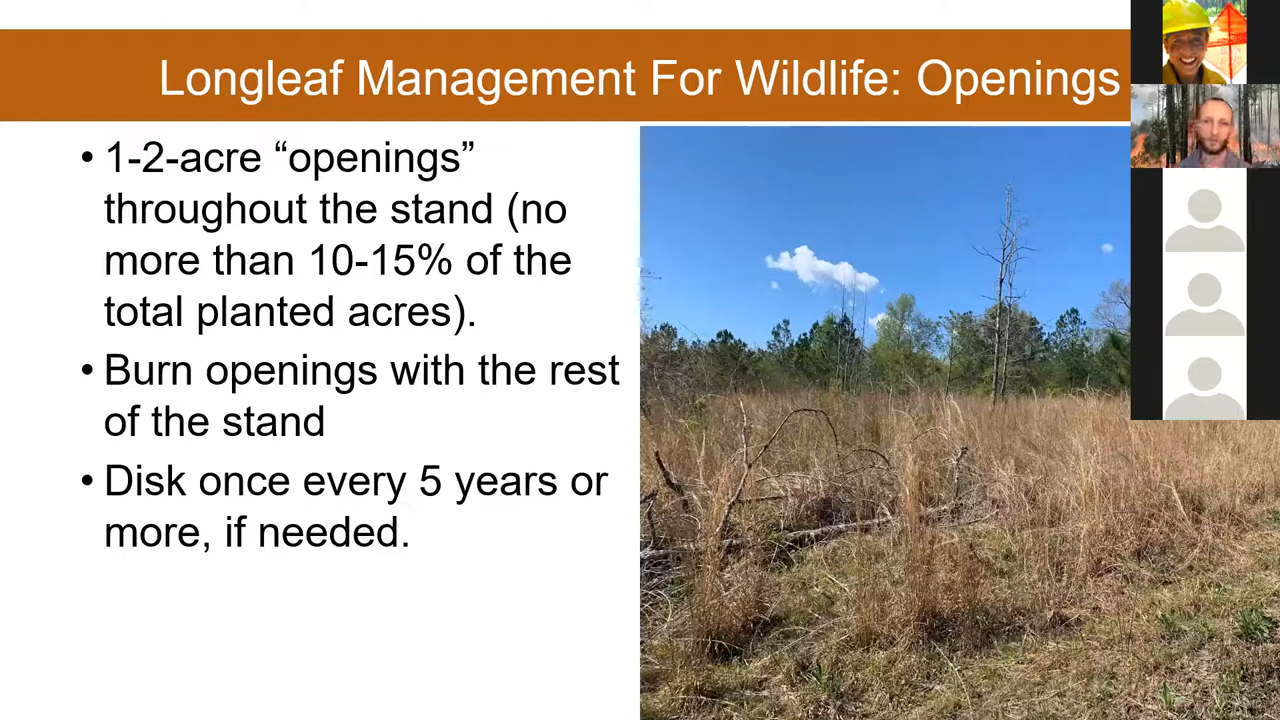 Longleaf Management For Wildlife: Openings
• 1-2-acre “openings”
throughout the stand (no
more than 10-15% of the
total planted acres).
• Burn openings with the rest
of the stand
• Disk once every 5 years or
more, if needed.